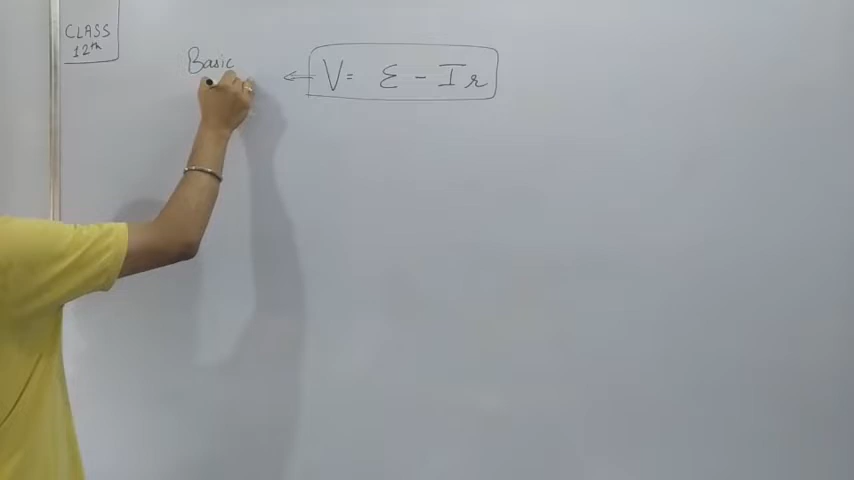 CLASS
12th
Basic
← V = ε - Ir